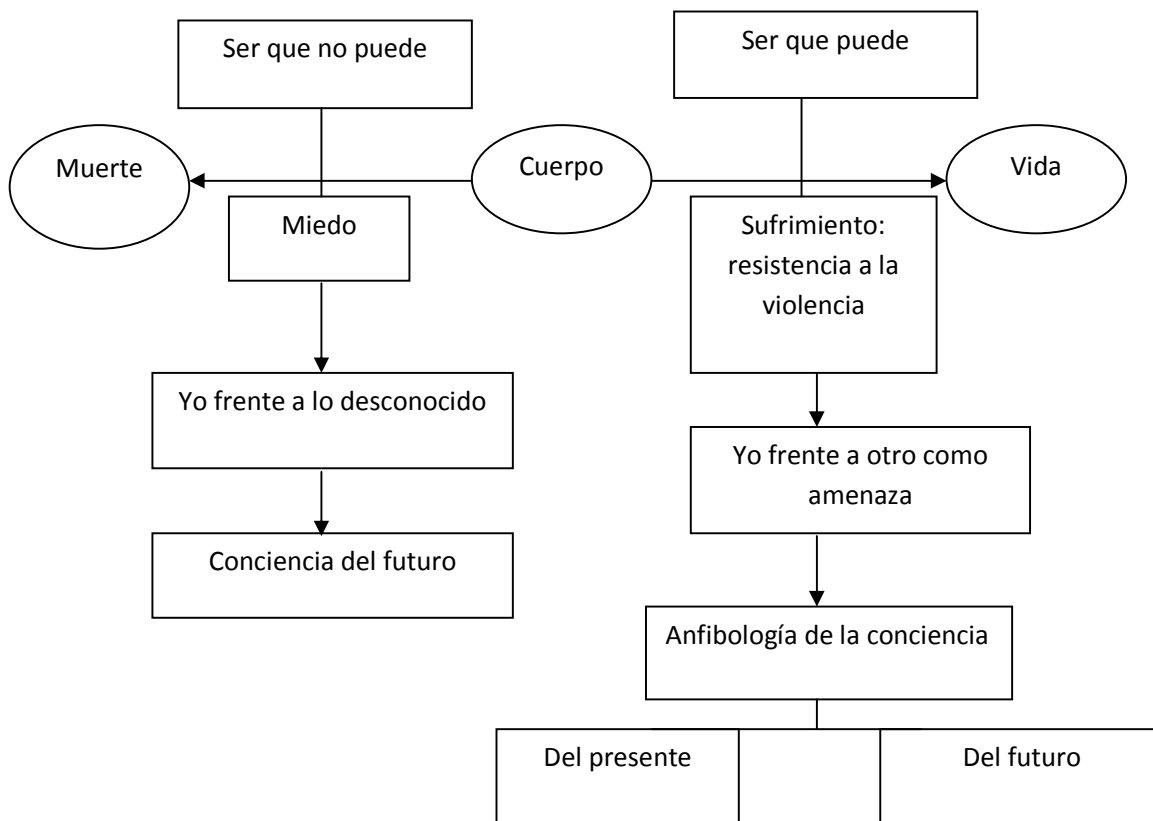 Ser que no puede
Ser que puede
Muerte
Cuerpo
Vida
Miedo
Sufrimiento:
resistencia a la
violencia
Yo frente a lo desconocido
Yo frente a otro como
amenaza
Conciencia del futuro
Anfibología de la conciencia
Del presente
Del futuro